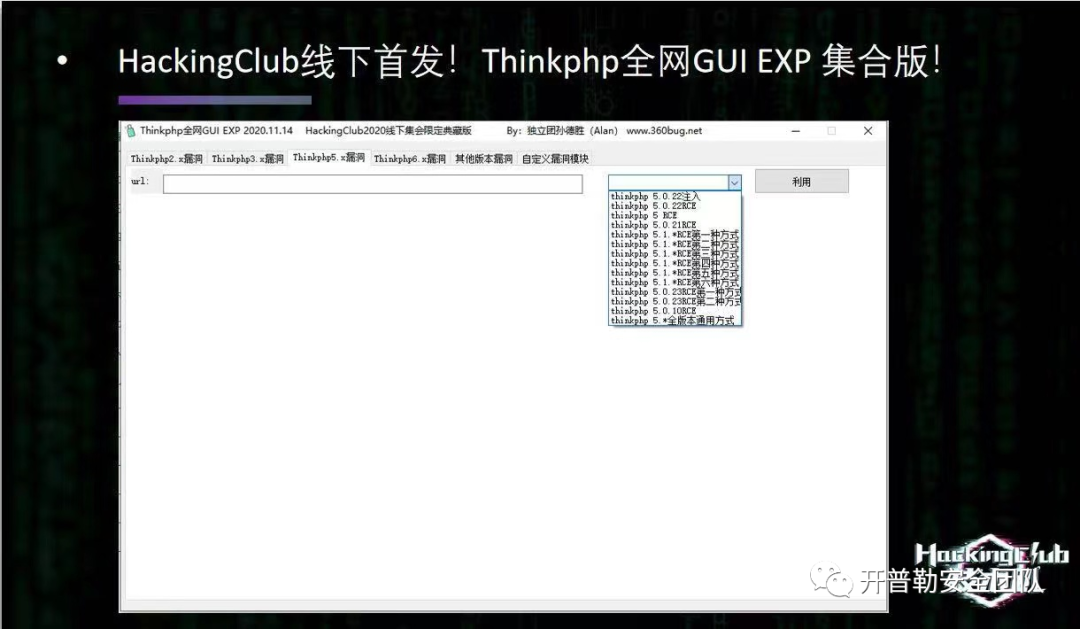 • HackingClub线下首发！Thinkphp全网GUI EXP 集合版！
Thinkphp全网GUI EXP 2020.11.14 HackingClub2020线下集会限定典藏版 By: 独立团孙德胜 (Alan) www.360bug.net
Thinkphp2.x漏洞 Thinkphp3.x漏洞 Thinkphp5.x漏洞 Thinkphp6.x漏洞 其他版本漏洞 自定义漏洞模块
url: 利用
thinkphp 5.0.22注入
thinkphp 5.0.22RCE
thinkphp 5 RCE
thinkphp 5.0.21RCE
thinkphp 5.1.*RCE第一种方式
thinkphp 5.1.*RCE第二种方式
thinkphp 5.1.*RCE第三种方式
thinkphp 5.1.*RCE第四种方式
thinkphp 5.1.*RCE第五种方式
thinkphp 5.1.*RCE第六种方式
thinkphp 5.0.23RCE第一种方式
thinkphp 5.0.23RCE第二种方式
thinkphp 5.0.10RCE
thinkphp 5.*全版本通用方式
HackingClub
开普勒安全团队